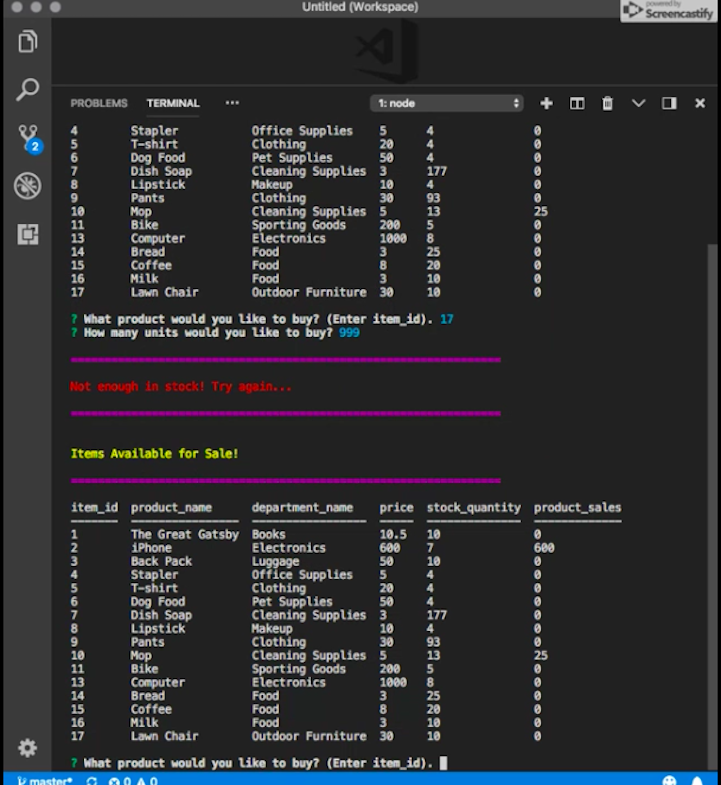 Untitled (Workspace)
powered by
Screencastify
PROBLEMS TERMINAL ... 1: node
4 Stapler Office Supplies 5 4 0
5 T-shirt Clothing 20 4 0
6 Dog Food Pet Supplies 50 4 0
7 Dish Soap Cleaning Supplies 3 177 0
8 Lipstick Makeup 10 4 0
9 Pants Clothing 30 93 0
10 Mop Cleaning Supplies 5 13 25
11 Bike Sporting Goods 200 5 0
13 Computer Electronics 1000 8 0
14 Bread Food 3 25 0
15 Coffee Food 8 20 0
16 Milk Food 3 10 0
17 Lawn Chair Outdoor Furniture 30 10 0
? What product would you like to buy? (Enter item_id). 17
? How many units would you like to buy? 999
Not enough in stock! Try again...
Items Available for Sale!
item_id product_name department_name price stock_quantity product_sales
1 The Great Gatsby Books 10.5 10 0
2 iPhone Electronics 600 7 600
3 Back Pack Luggage 50 10 0
4 Stapler Office Supplies 5 4 0
5 T-shirt Clothing 20 4 0
6 Dog Food Pet Supplies 50 4 0
7 Dish Soap Cleaning Supplies 3 177 0
8 Lipstick Makeup 10 4 0
9 Pants Clothing 30 93 0
10 Mop Cleaning Supplies 5 13 25
11 Bike Sporting Goods 200 5 0
13 Computer Electronics 1000 8 0
14 Bread Food 3 25 0
15 Coffee Food 8 20 0
16 Milk Food 3 10 0
17 Lawn Chair Outdoor Furniture 30 10 0
? What product would you like to buy? (Enter item_id).
2
master* 0 0